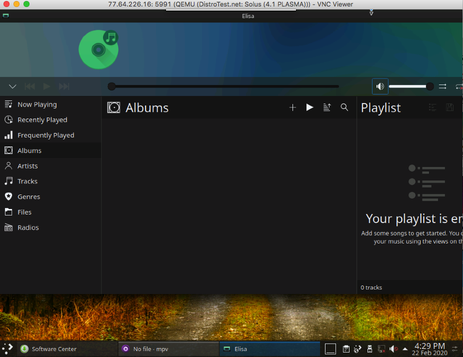 77.64.226.16: 5991 (QEMU (DistroTest.net: Solus (4.1 PLASMA))) - VNC Viewer
Elisa
Now Playing
Recently Played
Frequently Played
Albums
Artists
Tracks
Genres
Files
Radios
Albums
Playlist
Your playlist is
Add some songs to get started. You
your music using the views on
0 tracks
Software Center
No file - mpv
Elisa
4:29 PM
22 Feb 2020